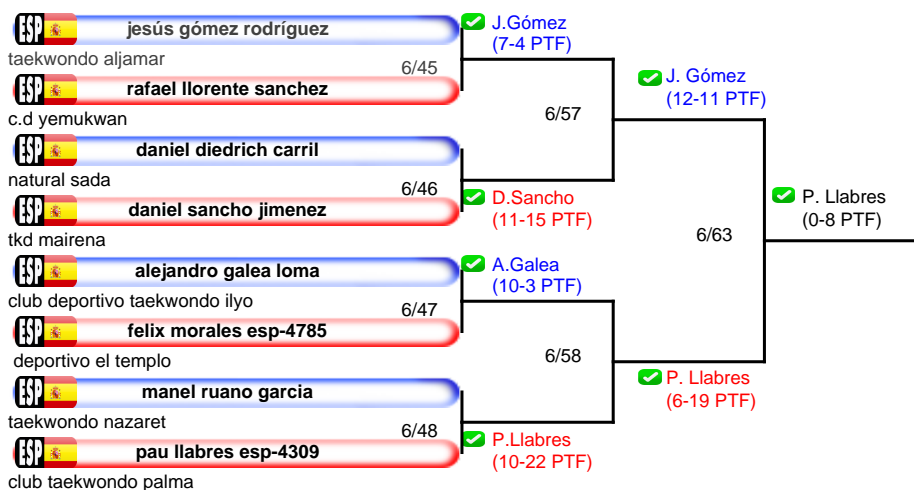 ESP jesús gómez rodríguez
taekwondo aljamar
6/45
ESP rafael llorente sanchez
c.d yemukwan
J.Gómez
(7-4 PTF)
ESP daniel diedrich carril
natural sada
6/46
ESP daniel sancho jimenez
tkd mairena
D.Sancho
(11-15 PTF)
6/57
J. Gómez
(12-11 PTF)
ESP alejandro galea loma
club deportivo taekwondo ilyo
6/47
ESP felix morales esp-4785
deportivo el templo
A.Galea
(10-3 PTF)
ESP manel ruano garcia
taekwondo nazaret
6/48
ESP pau llabres esp-4309
club taekwondo palma
P.Llabres
(10-22 PTF)
6/58
P. Llabres
(6-19 PTF)
6/63
P. Llabres
(0-8 PTF)